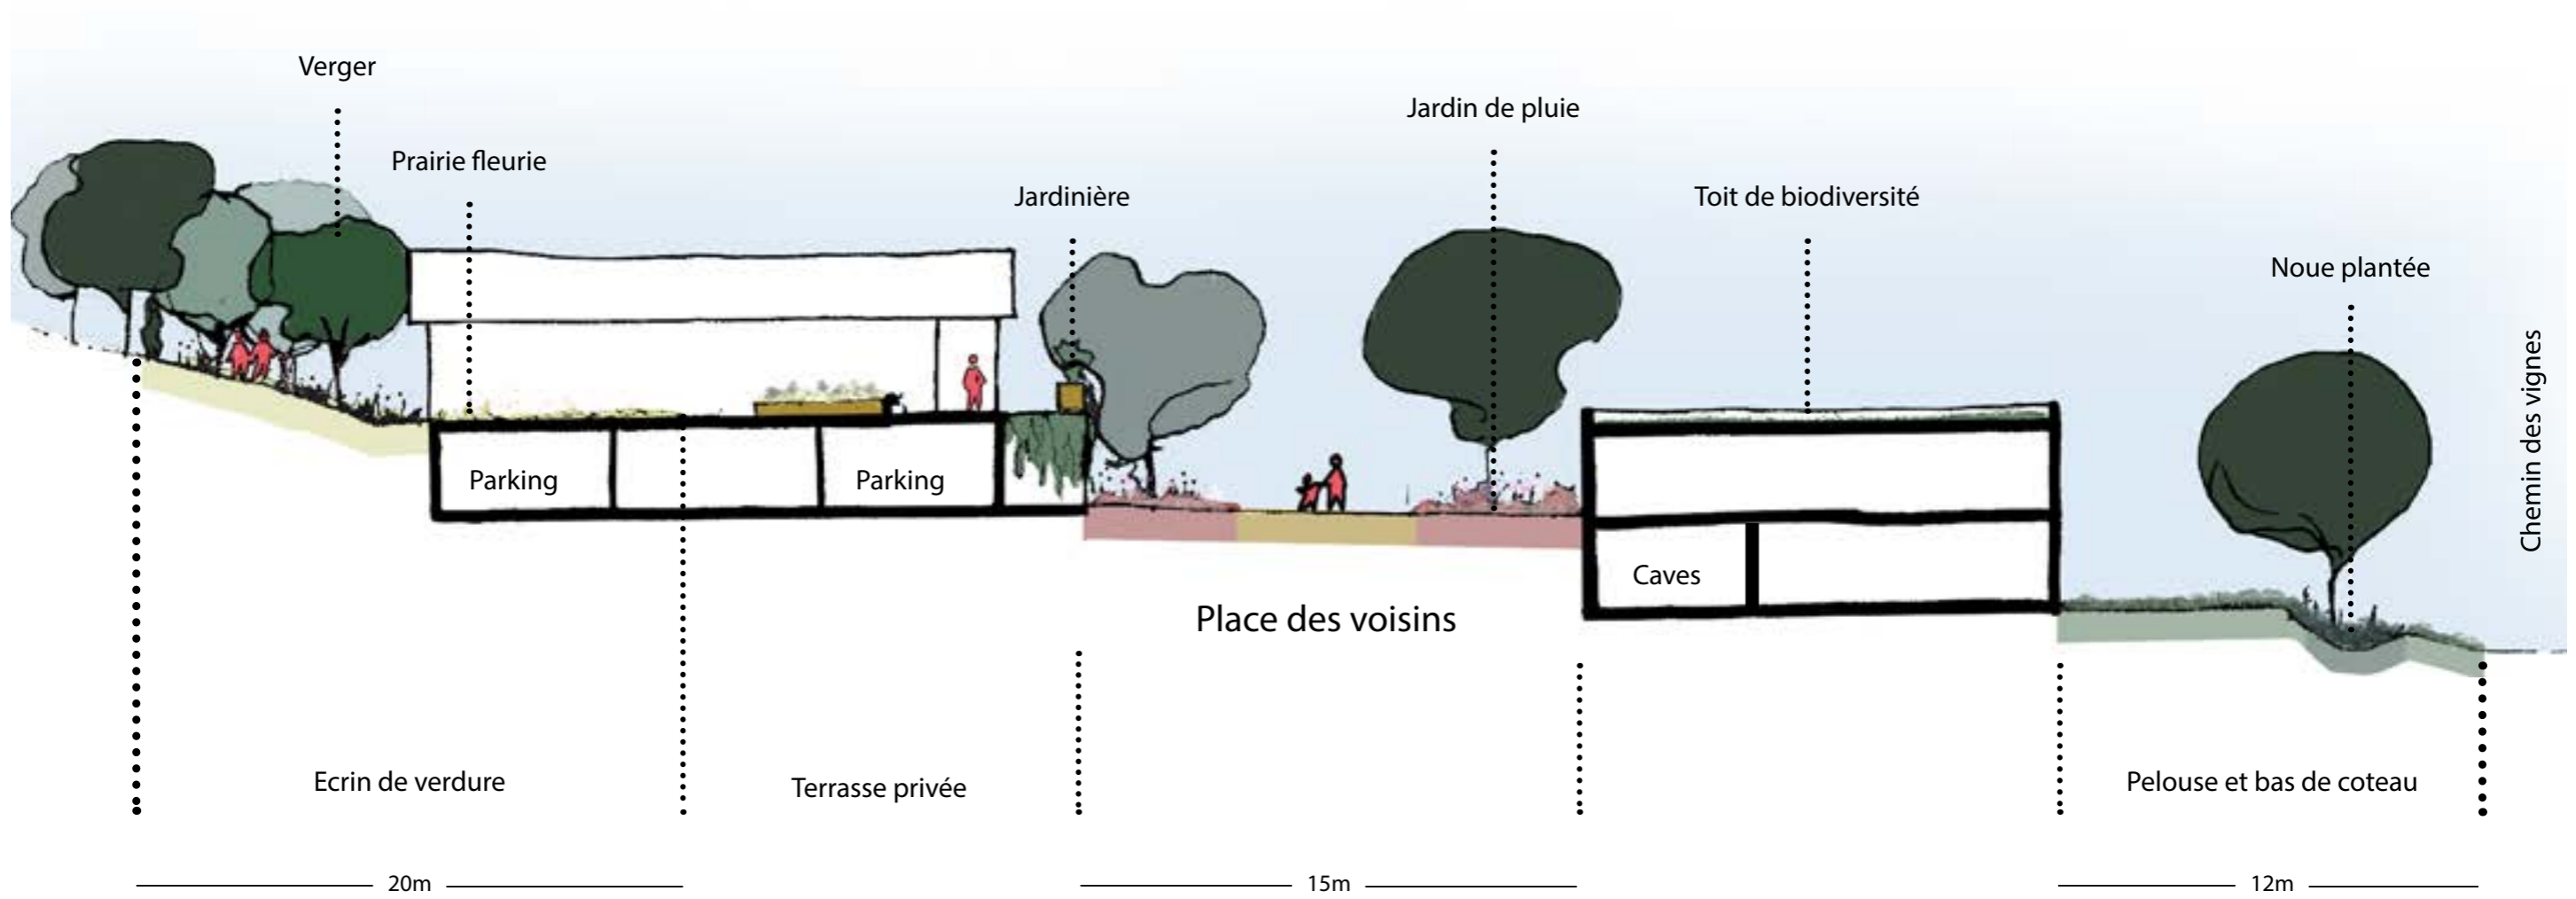 Verger
Prairie fleurie
Jardinière
Jardin de pluie
Toit de biodiversité
Noue plantée
Chemin des vignes
Parking
Parking
Caves
Place des voisins
Ecrin de verdure
Terrasse privée
Pelouse et bas de coteau
20m
15m
12m